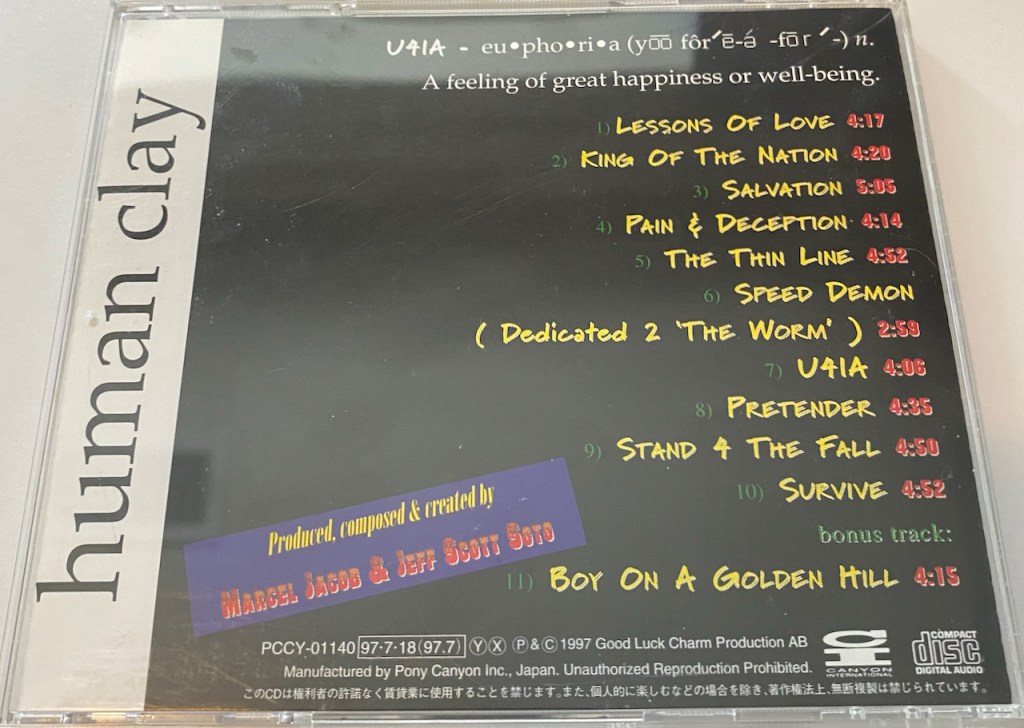 human clay
U4IA - eu•pho•ri•a (yōō fôr′ē-á -fōr′-) n.
A feeling of great happiness or well-being.
1) LESSONS OF LOVE 4:17
2) KING OF THE NATION 4:20
3) SALVATION 5:05
4) PAIN & DECEPTION 4:14
5) THE THIN LINE 4:52
6) SPEED DEMON
( Dedicated 2 'THE WORM' ) 2:59
7) U4IA 4:06
8) PRETENDER 4:35
9) STAND 4 THE FALL 4:50
10) SURVIVE 4:52
bonus track:
11) BOY ON A GOLDEN HILL 4:15
Produced, composed & created by
MARCEL JACOB & JEFF SCOTT SOTO
PCCY-01140 97·7·18(97.7) Ⓨ Ⓧ Ⓟ&Ⓒ 1997 Good Luck Charm Production AB
Manufactured by Pony Canyon Inc., Japan. Unauthorized Reproduction Prohibited.
このCDは権利者の許諾なく賃貸業に使用することを禁じます。また、個人的に楽しむなどの場合を除き、著作権法上、無断複製は禁じられています。
CANYON
INTERNATIONAL
COMPACT
disc
DIGITAL AUDIO